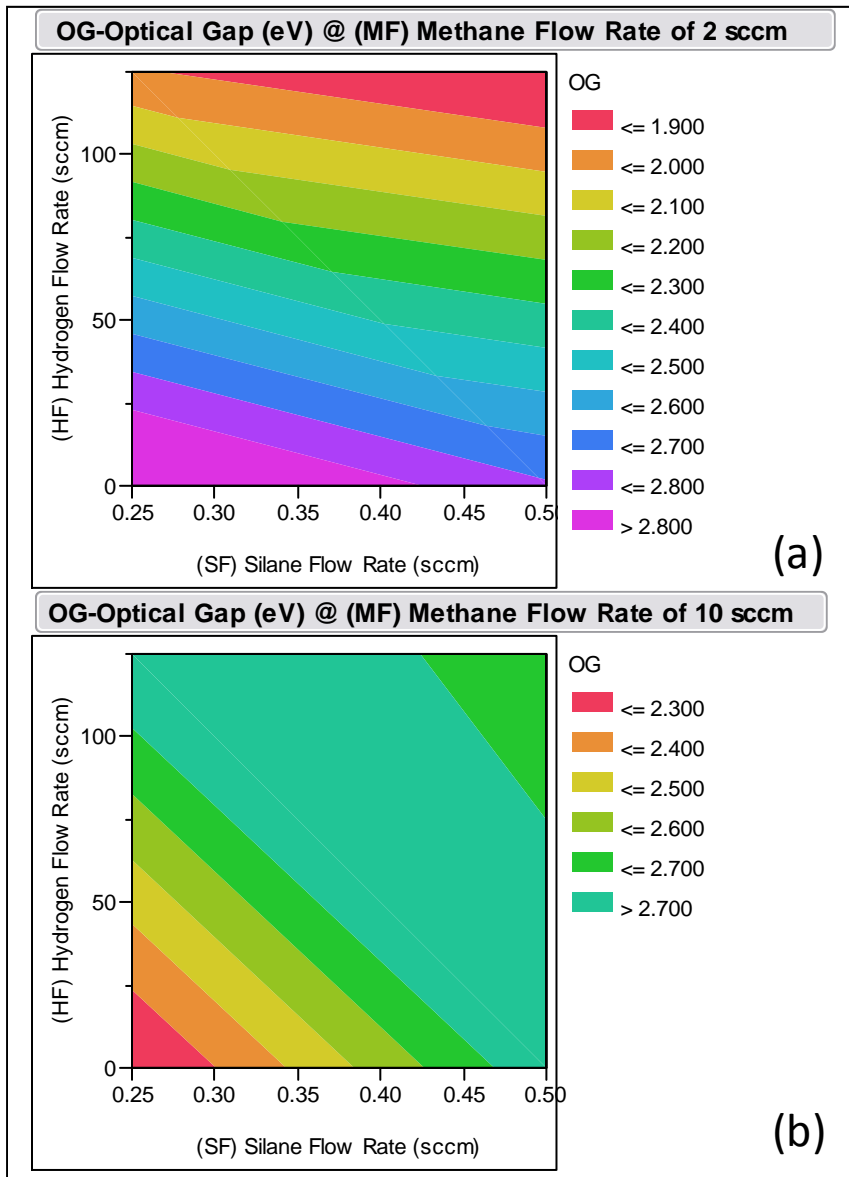 OG-Optical Gap (eV) @ (MF) Methane Flow Rate of 2 sccm
(HF) Hydrogen Flow Rate (sccm)
100
50
0
0.25 0.30 0.35 0.40 0.45 0.50
(SF) Silane Flow Rate (sccm)
OG
<= 1.900
<= 2.000
<= 2.100
<= 2.200
<= 2.300
<= 2.400
<= 2.500
<= 2.600
<= 2.700
<= 2.800
> 2.800
(a)
OG-Optical Gap (eV) @ (MF) Methane Flow Rate of 10 sccm
(HF) Hydrogen Flow Rate (sccm)
100
50
0
0.25 0.30 0.35 0.40 0.45 0.50
(SF) Silane Flow Rate (sccm)
OG
<= 2.300
<= 2.400
<= 2.500
<= 2.600
<= 2.700
> 2.700
(b)